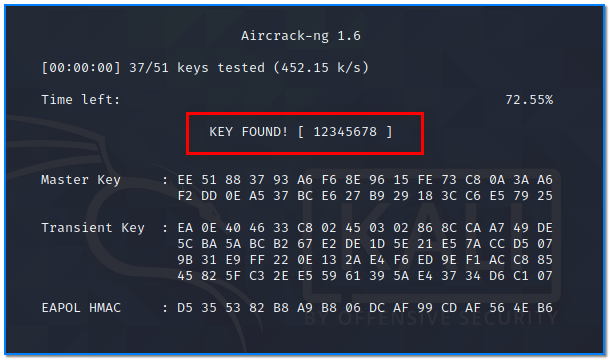 Aircrack-ng 1.6
[00:00:00] 37/51 keys tested (452.15 k/s)
Time left: 72.55%
KEY FOUND! [ 12345678 ]
Master Key : EE 51 88 37 93 A6 F6 8E 96 15 FE 73 C8 0A 3A A6
F2 DD 0E A5 37 BC E6 27 B9 29 18 3C C6 E5 79 25
Transient Key : EA 0E 40 46 33 C8 02 45 03 02 86 8C CA A7 49 DE
5C BA 5A BC B2 67 E2 DE 1D 5E 21 E5 7A CC D5 07
9B 31 E9 FF 22 0E 13 2A E4 F6 ED 9E F1 AC C8 85
45 82 5F C3 2E E5 59 61 39 5A E4 37 34 D6 C1 07
EAPOL HMAC : D5 35 53 82 B8 A9 B8 06 DC AF 99 CD AF 56 4E B6
KALI
BY OFFENSIVE SECURITY